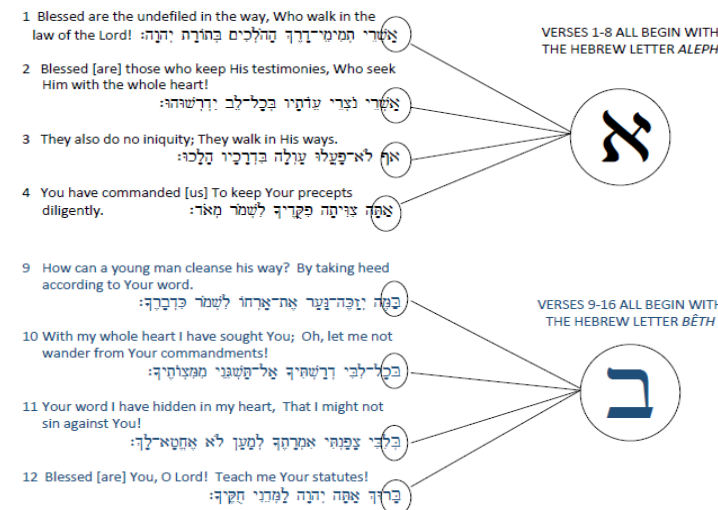 1 Blessed are the undefiled in the way, Who walk in the
law of the Lord! אַשְׁרֵי תְמִימֵי־דָרֶךְ הַהֹלְכִים בְּתוֹרַת יְהוָה׃
VERSES 1-8 ALL BEGIN WITH
THE HEBREW LETTER ALEPH
2 Blessed [are] those who keep His testimonies, Who seek
Him with the whole heart!
אַשְׁרֵי נֹצְרֵי עֵדֹתָיו בְּכָל־לֵב יִדְרְשׁוּהוּ׃
א
3 They also do no iniquity; They walk in His ways.
אַף לֹא־פָעֲלוּ עַוְלָה בִּדְרָכָיו הָלָכוּ׃
4 You have commanded [us] To keep Your precepts
diligently. אַתָּה צִוִּיתָה פִקֻּדֶיךָ לִשְׁמֹר מְאֹד׃
9 How can a young man cleanse his way? By taking heed
according to Your word.
בַּמֶּה יְזַכֶּה־נַּעַר אֶת־אָרְחוֹ לִשְׁמֹר כִּדְבָרֶךָ׃
VERSES 9-16 ALL BEGIN WITH
THE HEBREW LETTER BÊTH
10 With my whole heart I have sought You; Oh, let me not
wander from Your commandments!
בְּכָל־לִבִּי דְרַשְׁתִּיךָ אַל־תַּשְׁגֵּנִי מִמִּצְוֹתֶיךָ׃
ב
11 Your word I have hidden in my heart, That I might not
sin against You!
בְּלִבִּי צָפַנְתִּי אִמְרָתֶךָ לְמַעַן לֹא אֶחֱטָא־לָךְ׃
12 Blessed [are] You, O Lord! Teach me Your statutes!
בָּרוּךְ אַתָּה יְהוָה לַמְּדֵנִי חֻקֶּיךָ׃